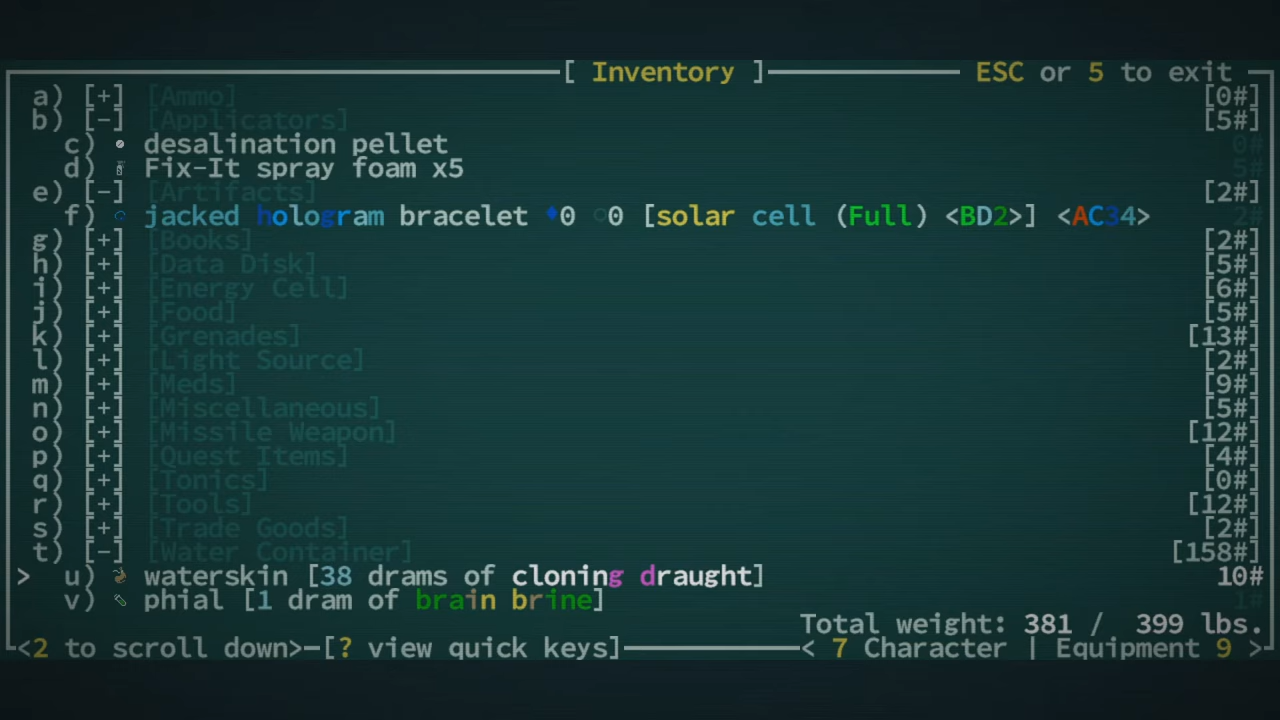 [ Inventory ] ESC or 5 to exit
a) [+] [Ammo] [0#]
b) [-] [Applicators] [5#]
c) desalination pellet 0#
d) Fix-It spray foam x5 5#
e) [-] [Artifacts] [2#]
f) jacked hologram bracelet ♦0 ○0 [solar cell (Full) <BD2>] <AC34> 2#
g) [+] [Books] [2#]
h) [+] [Data Disk] [5#]
i) [+] [Energy Cell] [6#]
j) [+] [Food] [5#]
k) [+] [Grenades] [13#]
l) [+] [Light Source] [2#]
m) [+] [Meds] [9#]
n) [+] [Miscellaneous] [5#]
o) [+] [Missile Weapon] [12#]
p) [+] [Quest Items] [4#]
q) [+] [Tonics] [0#]
r) [+] [Tools] [12#]
s) [+] [Trade Goods] [2#]
t) [-] [Water Container] [158#]
> u) waterskin [38 drams of cloning draught] 10#
v) phial [1 dram of brain brine] 1#
Total weight: 381 / 399 lbs.
<2 to scroll down> [? view quick keys] < 7 Character | Equipment 9 >